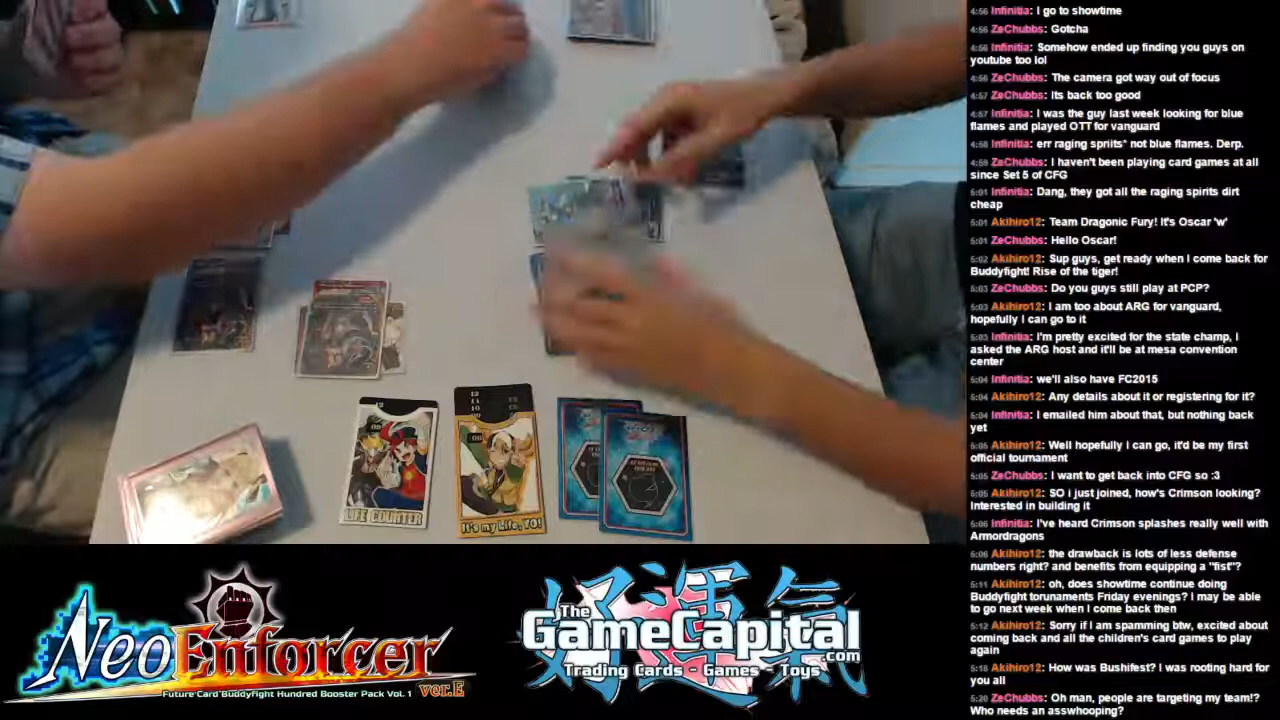 4:56 Infinitia: I go to showtime
4:56 ZeChubbs: Gotcha
4:56 Infinitia: Somehow ended up finding you guys on
youtube too lol
4:56 ZeChubbs: The camera got way out of focus
4:57 ZeChubbs: Its back too good
4:57 Infinitia: I was the guy last week looking for blue
flames and played OTT for vanguard
4:58 Infinitia: err raging spriits* not blue flames. Derp.
4:59 ZeChubbs: I haven't been playing card games at all
since Set 5 of CFG
5:01 Infinitia: Dang, they got all the raging spirits dirt
cheap
5:01 Akihiro12: Team Dragonic Fury! It's Oscar 'w'
5:01 ZeChubbs: Hello Oscar!
5:02 Akihiro12: Sup guys, get ready when I come back for
Buddyfight! Rise of the tiger!
5:03 ZeChubbs: Do you guys still play at PCP?
5:03 Akihiro12: I am too about ARG for vanguard,
hopefully I can go to it
5:03 Infinitia: I'm pretty excited for the state champ, I
asked the ARG host and it'll be at mesa convention
center
5:04 Infinitia: we'll also have FC2015
5:04 Akihiro12: Any details about it or registering for it?
5:04 Infinitia: I emailed him about that, but nothing back
yet
5:05 Akihiro12: Well hopefully I can go, it'd be my first
official tournament
5:05 ZeChubbs: I want to get back into CFG so :3
5:05 Akihiro12: SO i just joined, how's Crimson looking?
Interested in building it
5:06 Infinitia: I've heard Crimson splashes really well with
Armordragons
5:06 Akihiro12: the drawback is lots of less defense
numbers right? and benefits from equipping a "fist"?
5:11 Akihiro12: oh, does showtime continue doing
Buddyfight torunaments Friday evenings? I may be able
to go next week when I come back then
5:12 Akihiro12: Sorry if I am spamming btw, excited about
coming back and all the children's card games to play
again
5:18 Akihiro12: How was Bushifest? I was rooting hard for
you all
5:20 ZeChubbs: Oh man, people are targeting my team!?
Who needs an asswhooping?
12
11
10
LIFE COUNTER
It's my Life, YO!
NeoEnforcer
ver.E
Future Card Buddyfight Hundred Booster Pack Vol. 1
好運氣
The
GameCapital
.com
Trading Cards - Games - Toys